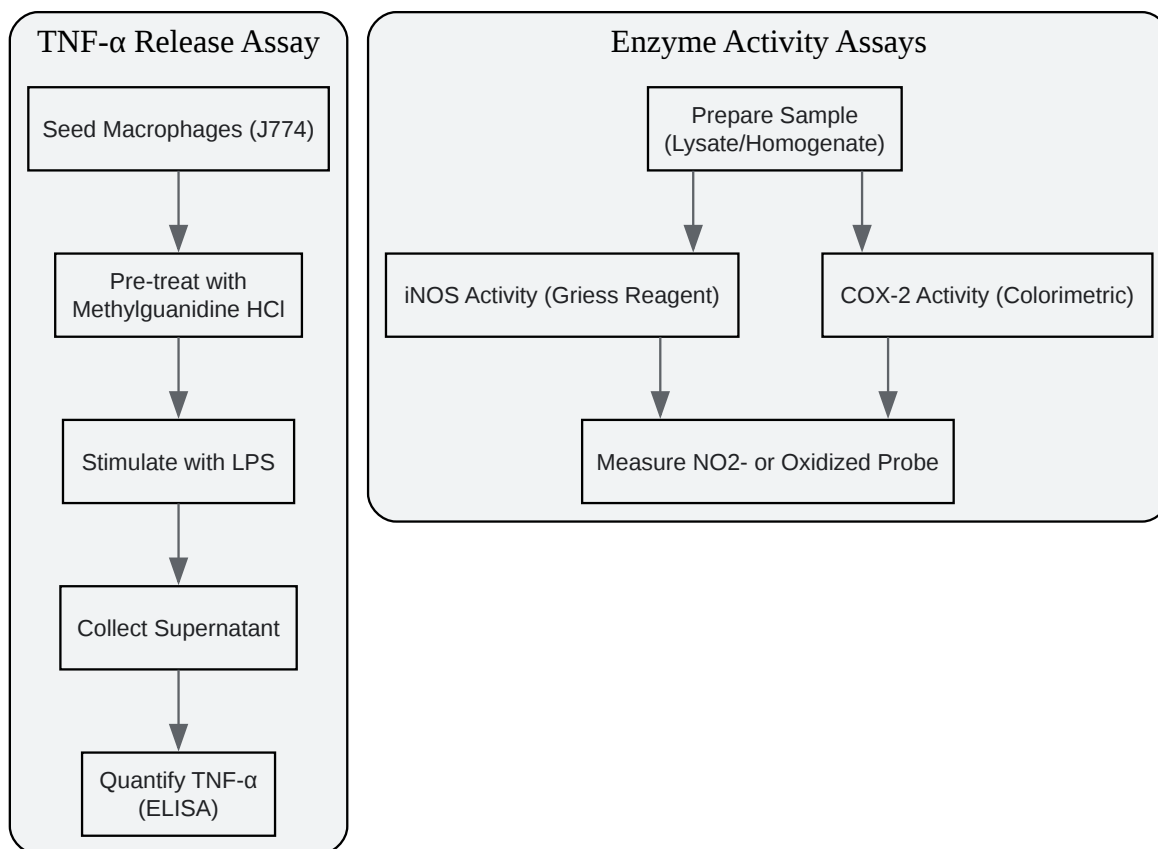 TNF-α Release Assay
Seed Macrophages (J774)
Pre-treat with
Methylguanidine HCl
Stimulate with LPS
Collect Supernatant
Quantify TNF-α
(ELISA)
Enzyme Activity Assays
Prepare Sample
(Lysate/Homogenate)
iNOS Activity (Griess Reagent)
COX-2 Activity (Colorimetric)
Measure NO2- or Oxidized Probe